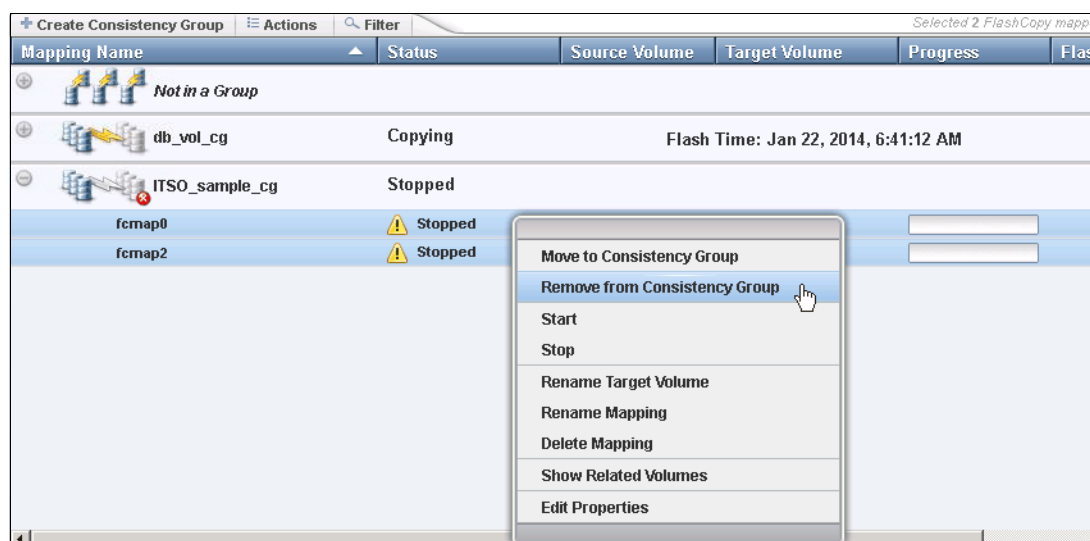 Create Consistency Group Actions Filter Selected 2 FlashCopy mapp
Mapping Name Status Source Volume Target Volume Progress Flas
Not in a Group
db_vol_cg Copying Flash Time: Jan 22, 2014, 6:41:12 AM
ITSO_sample_cg Stopped
fcmap0 Stopped
fcmap2 Stopped
Move to Consistency Group
Remove from Consistency Group
Start
Stop
Rename Target Volume
Rename Mapping
Delete Mapping
Show Related Volumes
Edit Properties